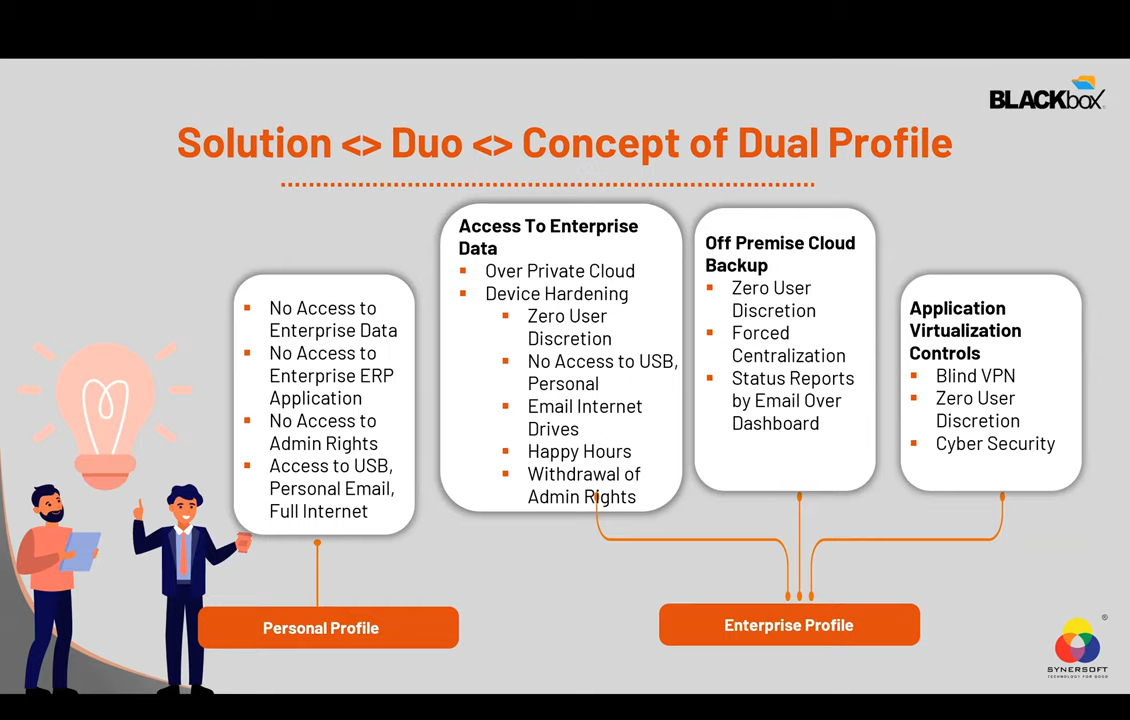 BLACKbox
Solution <> Duo <> Concept of Dual Profile
No Access to
Enterprise Data
No Access to
Enterprise ERP
Application
No Access to
Admin Rights
Access to USB,
Personal Email,
Full Internet
Personal Profile
Access To Enterprise
Data
Over Private Cloud
Device Hardening
Zero User
Discretion
No Access to USB,
Personal
Email Internet
Drives
Happy Hours
Withdrawal of
Admin Rights
Off Premise Cloud
Backup
Zero User
Discretion
Forced
Centralization
Status Reports
by Email Over
Dashboard
Application
Virtualization
Controls
Blind VPN
Zero User
Discretion
Cyber Security
Enterprise Profile
®
SYNERSOFT
TECHNOLOGY FOR GOOD